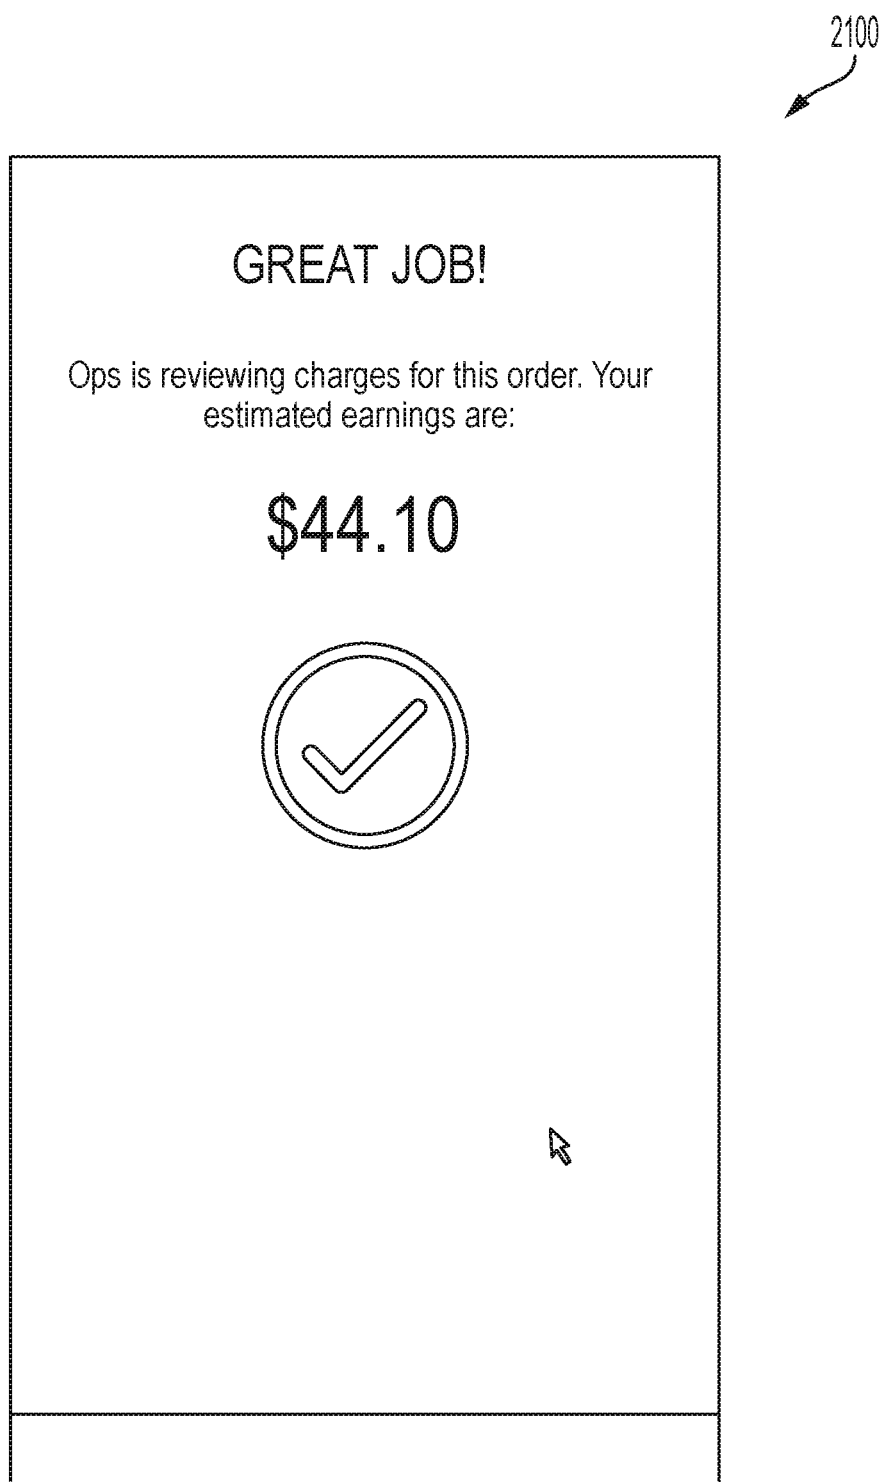 2100
GREAT JOB!
Ops is reviewing charges for this order. Your
estimated earnings are:
$44.10